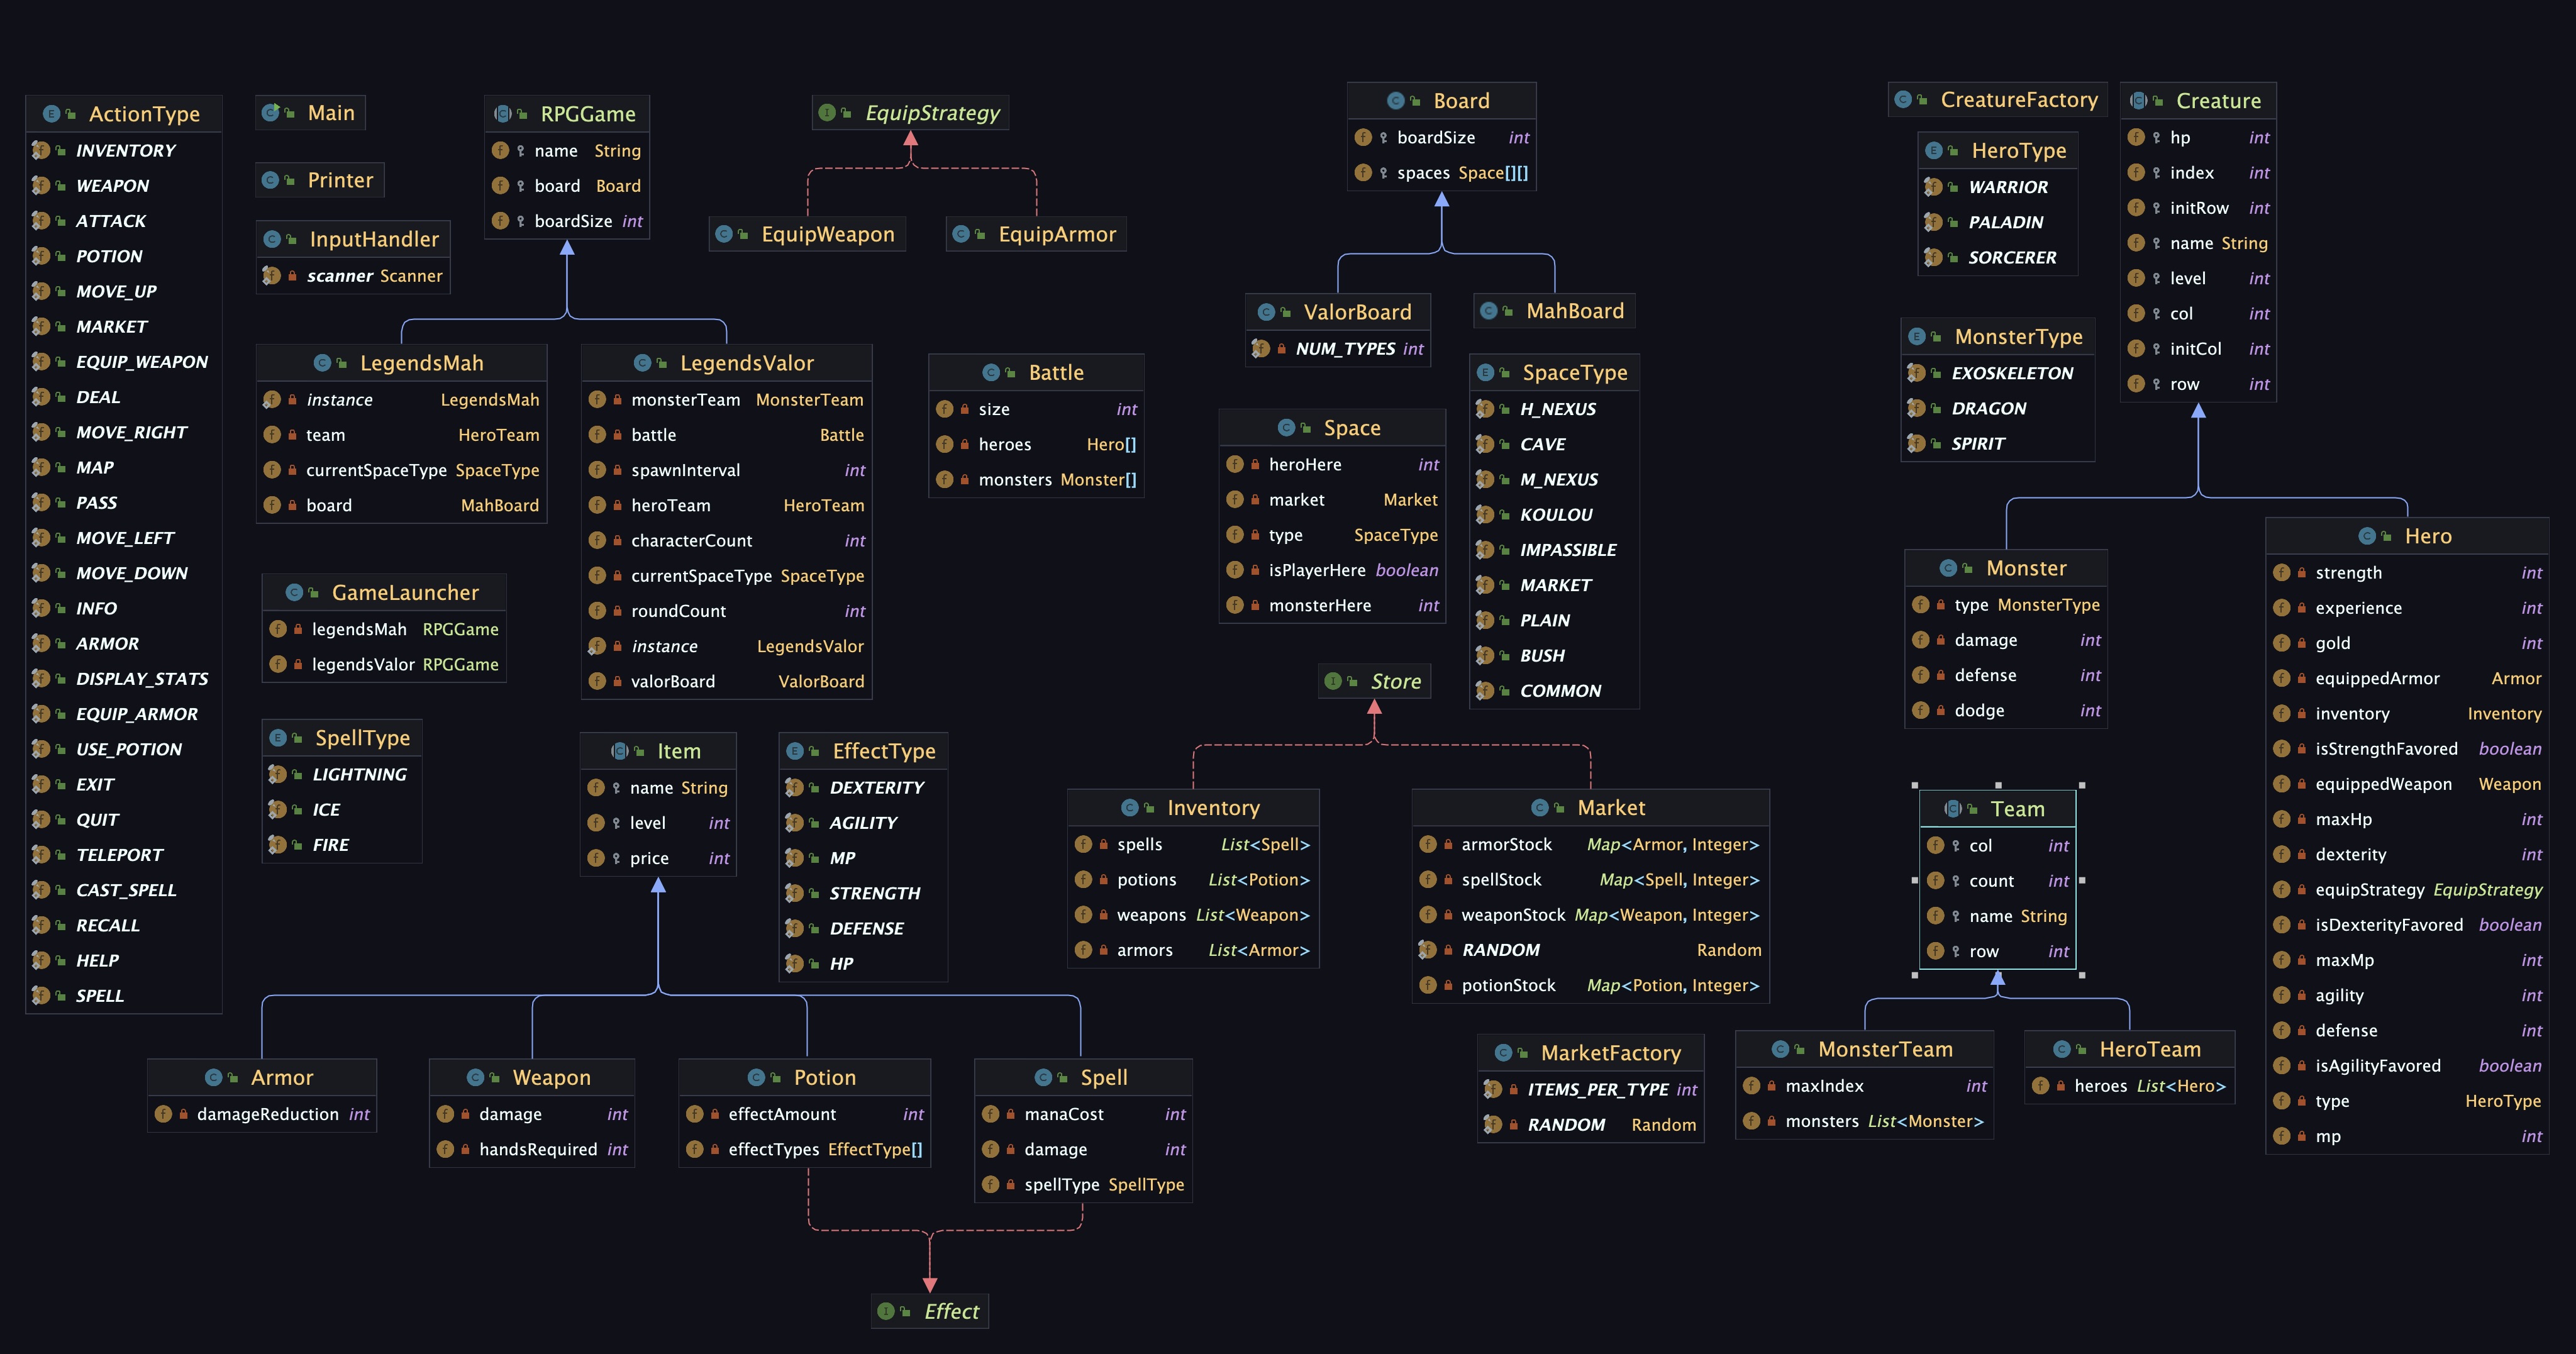 ActionType
INVENTORY
WEAPON
ATTACK
POTION
MOVE_UP
MARKET
EQUIP_WEAPON
DEAL
MOVE_RIGHT
MAP
PASS
MOVE_LEFT
MOVE_DOWN
INFO
ARMOR
DISPLAY_STATS
EQUIP_ARMOR
USE_POTION
EXIT
QUIT
TELEPORT
CAST_SPELL
RECALL
HELP
SPELL
Main
Printer
InputHandler
scanner Scanner
RPGGame
name String
board Board
boardSize int
LegendsMah
instance LegendsMah
team HeroTeam
currentSpaceType SpaceType
board MahBoard
LegendsValor
monsterTeam MonsterTeam
battle Battle
spawnInterval int
heroTeam HeroTeam
characterCount int
currentSpaceType SpaceType
roundCount int
instance LegendsValor
valorBoard ValorBoard
GameLauncher
legendsMah RPGGame
legendsValor RPGGame
SpellType
LIGHTNING
ICE
FIRE
EquipStrategy
EquipWeapon
EquipArmor
Battle
size int
heroes Hero[]
monsters Monster[]
Item
name String
level int
price int
EffectType
DEXTERITY
AGILITY
MP
STRENGTH
DEFENSE
HP
Armor
damageReduction int
Weapon
damage int
handsRequired int
Potion
effectAmount int
effectTypes EffectType[]
Spell
manaCost int
damage int
spellType SpellType
Effect
Board
boardSize int
spaces Space[][]
ValorBoard
NUM_TYPES int
MahBoard
Space
heroHere int
market Market
type SpaceType
isPlayerHere boolean
monsterHere int
SpaceType
H_NEXUS
CAVE
M_NEXUS
KOULOU
IMPASSIBLE
MARKET
PLAIN
BUSH
COMMON
Store
Inventory
spells List<Spell>
potions List<Potion>
weapons List<Weapon>
armors List<Armor>
Market
armorStock Map<Armor, Integer>
spellStock Map<Spell, Integer>
weaponStock Map<Weapon, Integer>
RANDOM Random
potionStock Map<Potion, Integer>
MarketFactory
ITEMS_PER_TYPE int
RANDOM Random
CreatureFactory
HeroType
WARRIOR
PALADIN
SORCERER
MonsterType
EXOSKELETON
DRAGON
SPIRIT
Creature
hp int
index int
initRow int
name String
level int
col int
initCol int
row int
Monster
type MonsterType
damage int
defense int
dodge int
Hero
strength int
experience int
gold int
equippedArmor Armor
inventory Inventory
isStrengthFavored boolean
equippedWeapon Weapon
maxHp int
dexterity int
equipStrategy EquipStrategy
isDexterityFavored boolean
maxMp int
agility int
defense int
isAgilityFavored boolean
type HeroType
mp int
Team
col int
count int
name String
row int
MonsterTeam
maxIndex int
monsters List<Monster>
HeroTeam
heroes List<Hero>